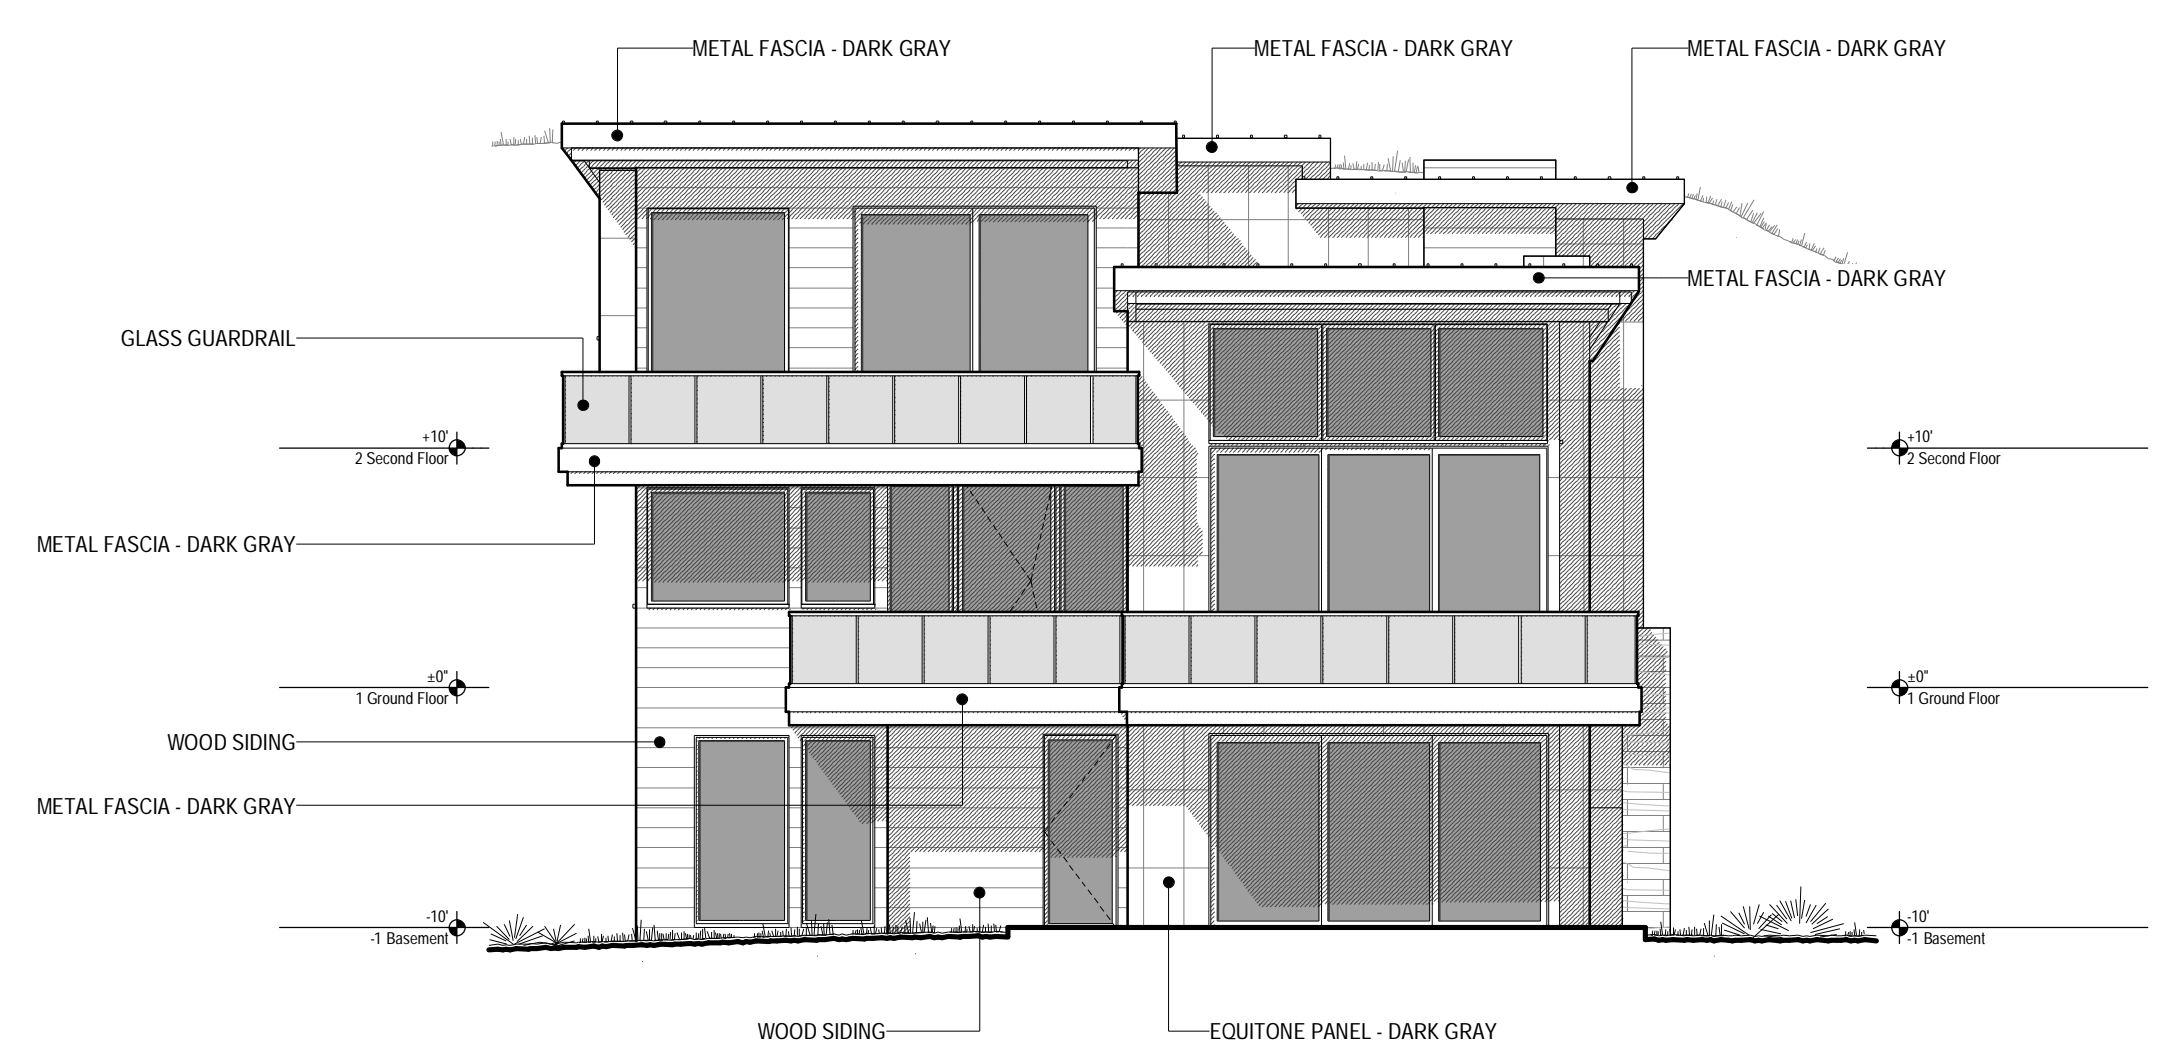 METAL FASCIA - DARK GRAY
METAL FASCIA - DARK GRAY
METAL FASCIA - DARK GRAY
METAL FASCIA - DARK GRAY
GLASS GUARDRAIL
+10'
2 Second Floor
+10'
2 Second Floor
METAL FASCIA - DARK GRAY
±0"
1 Ground Floor
±0"
1 Ground Floor
WOOD SIDING
METAL FASCIA - DARK GRAY
-10'
-1 Basement
-10'
-1 Basement
WOOD SIDING
EQUITONE PANEL - DARK GRAY